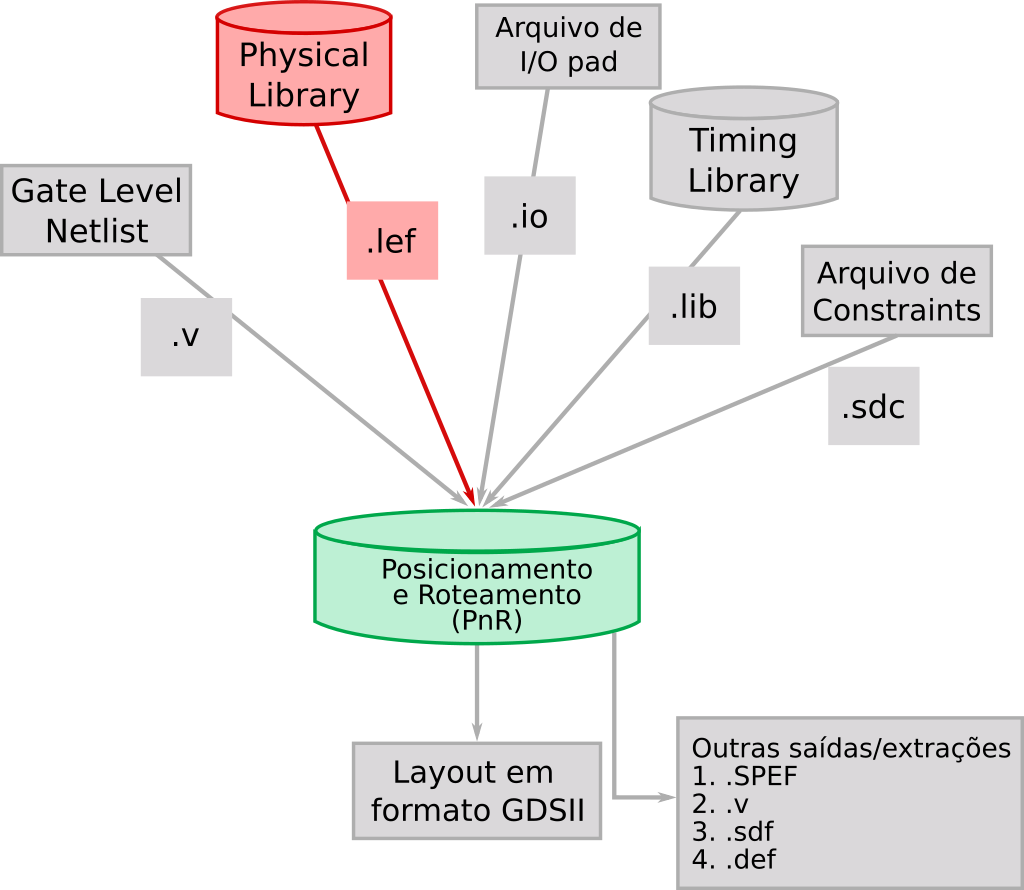 Physical
Library
Arquivo de
I/O pad
Timing
Library
Gate Level
Netlist
.lef
.io
Arquivo de
Constraints
.lib
.v
.sdc
Posicionamento
e Roteamento
(PnR)
Layout em
formato GDSII
Outras saídas/extrações
1. .SPEF
2. .v
3. .sdf
4. .def